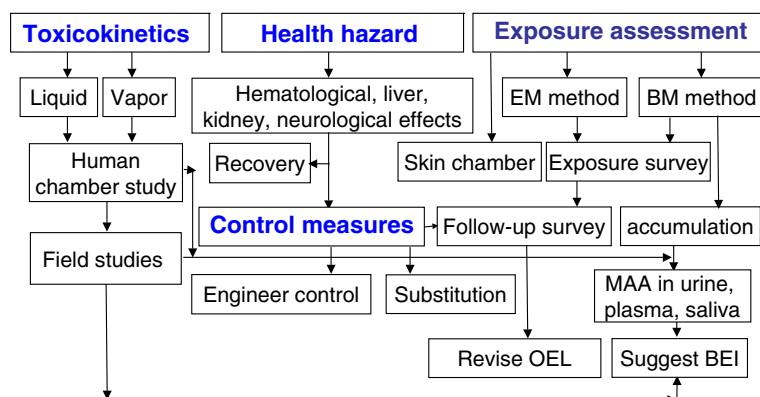 Toxicokinetics
Health hazard
Exposure assessment
Liquid
Vapor
Hematological, liver,
kidney, neurological effects
EM method
BM method
Human
chamber study
Recovery
Skin chamber
Exposure survey
Control measures
Follow-up survey
accumulation
Field studies
Engineer control
Substitution
MAA in urine,
plasma, saliva
Revise OEL
Suggest BEI